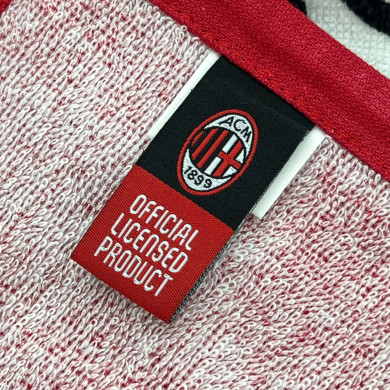 ACM
1899
OFFICIAL
LICENSED
PRODUCT